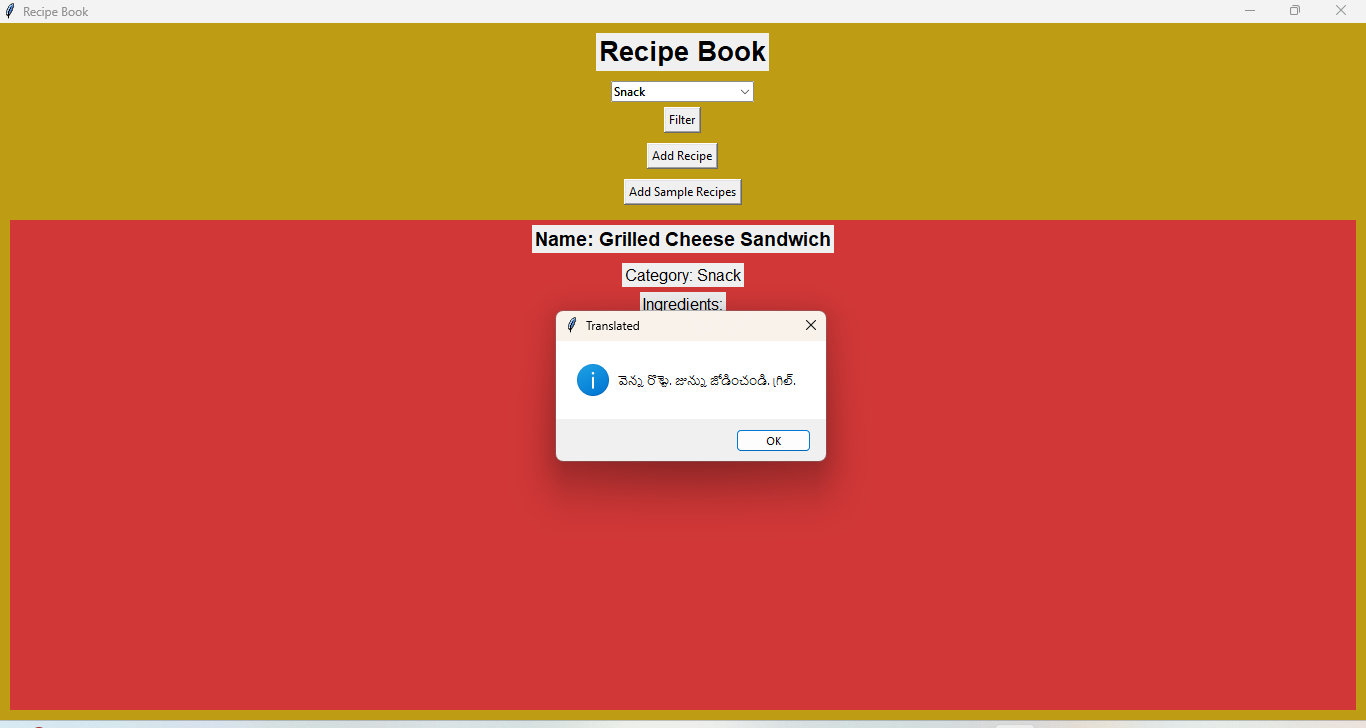 Recipe Book
Recipe Book
Snack
Filter
Add Recipe
Add Sample Recipes
Name: Grilled Cheese Sandwich
Category: Snack
Ingredients:
Translated
వెన్న రొట్టె. జున్ను జోడించండి. గ్రిల్.
OK